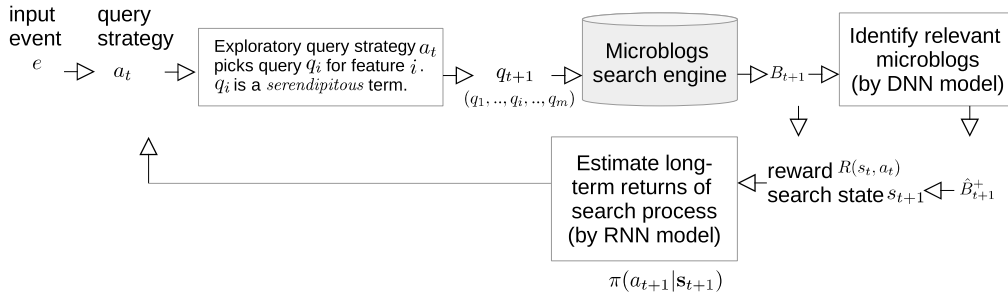 input event
e
query strategy
a_t
Exploratory query strategy a_t
picks query q_i for feature i.
q_i is a serendipitous term.
q_{t+1}
(q_1,..,q_i,..,q_m)
Microblogs
search engine
B_{t+1}
Identify relevant
microblogs
(by DNN model)
Estimate long-
term returns of
search process
(by RNN model)
π(a_{t+1}|s_{t+1})
reward R(s_t, a_t)
search state s_{t+1}
B̂^+_{t+1}